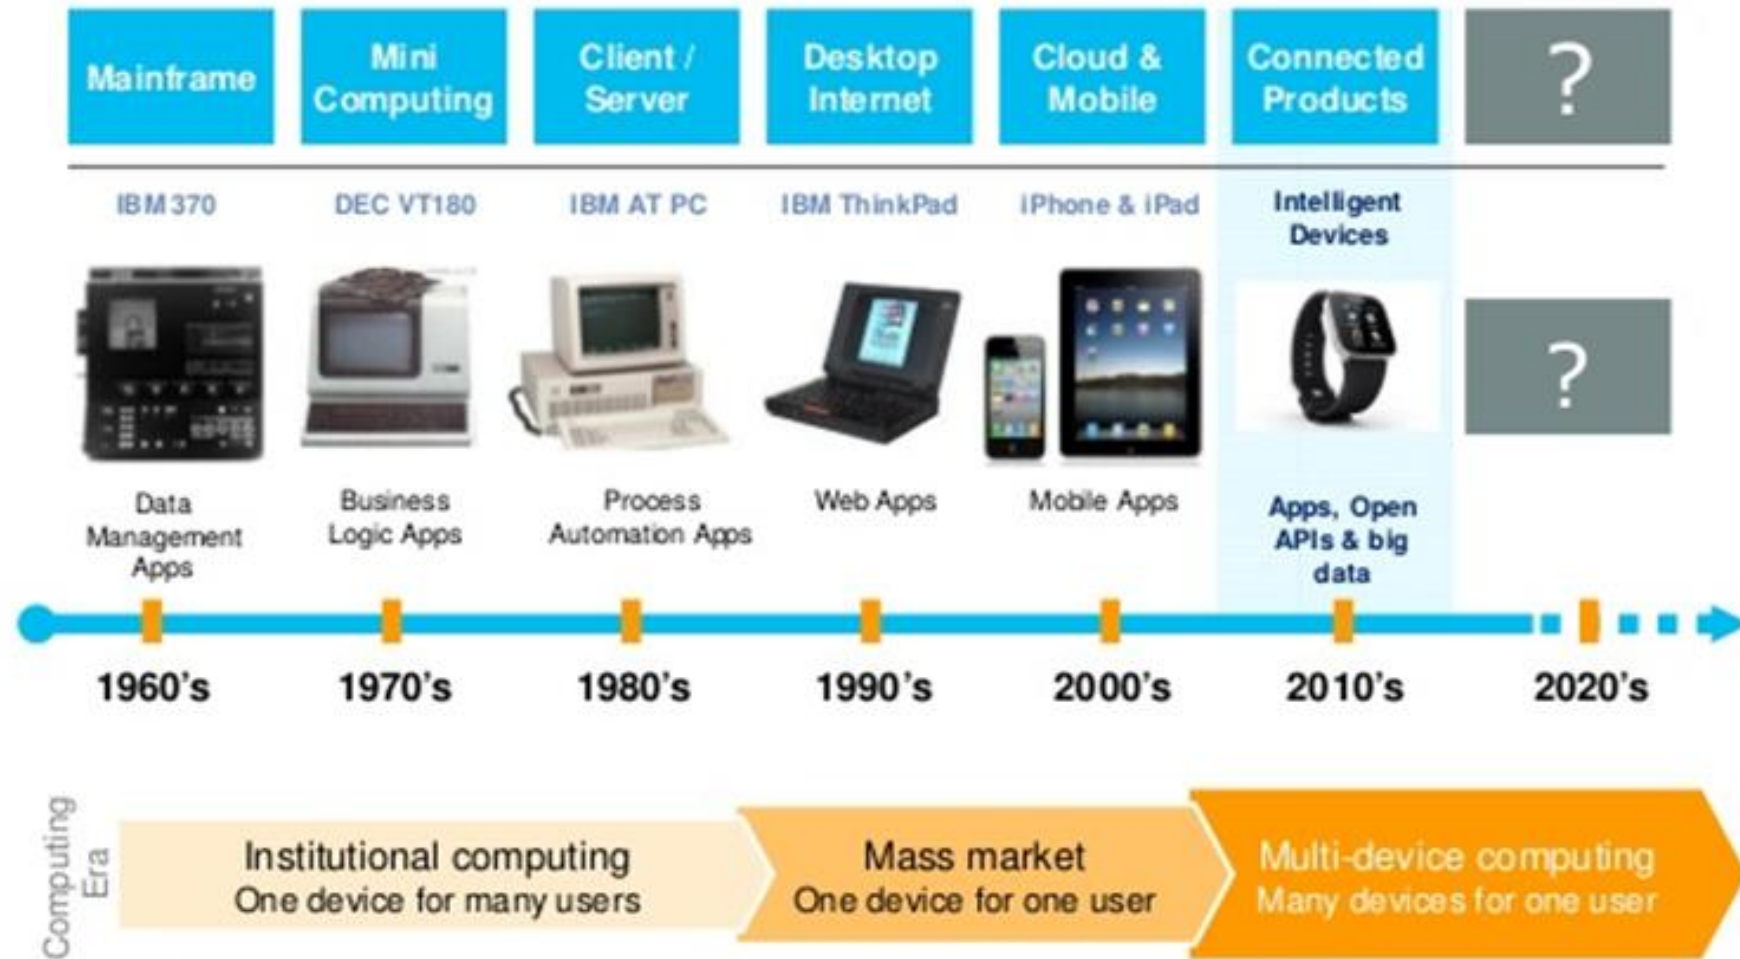 Mainframe
Mini
Computing
Client /
Server
Desktop
Internet
Cloud &
Mobile
Connected
Products
?
IBM 370
DEC VT180
IBM AT PC
IBM ThinkPad
iPhone & iPad
Intelligent
Devices
?
Data
Management
Apps
Business
Logic Apps
Process
Automation Apps
Web Apps
Mobile Apps
Apps, Open
APIs & big
data
1960's
1970's
1980's
1990's
2000's
2010's
2020's
Computing
Era
Institutional computing
One device for many users
Mass market
One device for one user
Multi-device computing
Many devices for one user